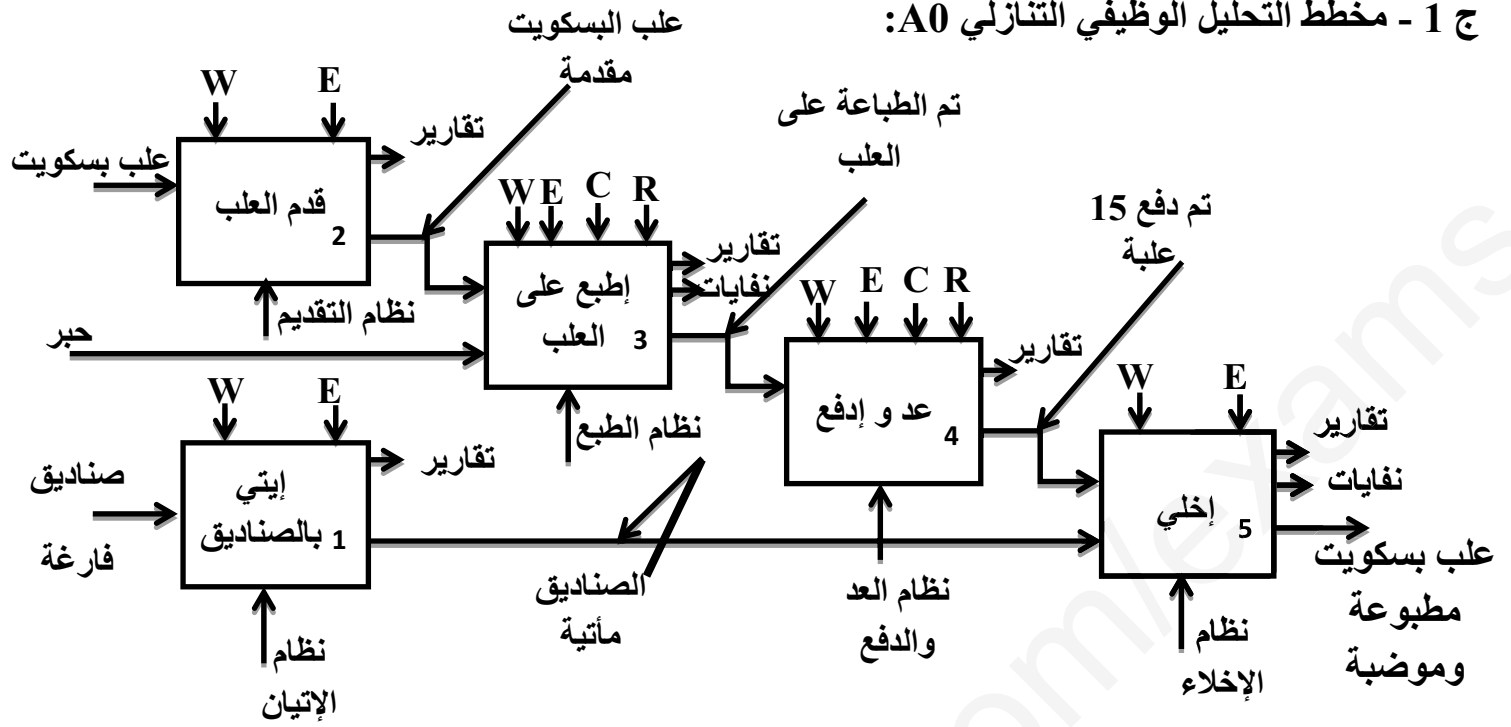 ج 1 - مخطط التحليل الوظيفي التنازلي A0:
علب البسكويت
مقدمة
W E
تقارير
علب بسكويت
قدم العلب
2
نظام التقديم
تم الطباعة على
العلب
W E C R
تقارير
نفايات
إطبع على
العلب 3
حبر
نظام الطبع
تم دفع 15
علبة
W E C R
تقارير
عد و إدفع
4
نظام العد
والدفع
W E
تقارير
صناديق
فارغة
إيتي
بالصناديق 1
نظام
الإتيان
الصناديق
مأتية
W E
تقارير
نفايات
إخلي 5
علب بسكويت
مطبوعة
وموضبة
نظام
الإخلاء
om/exams